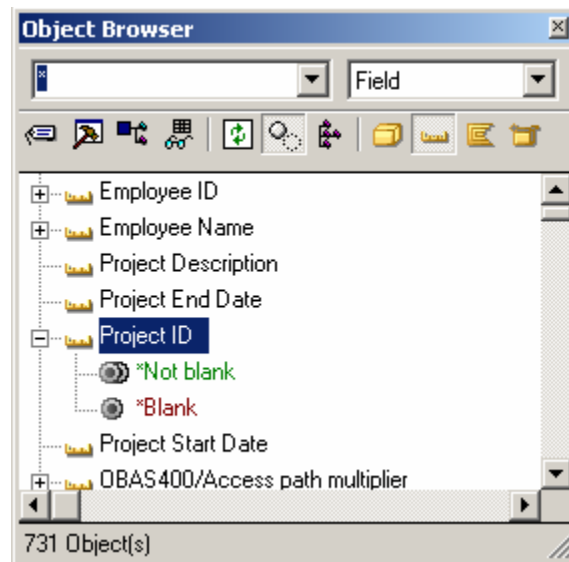 Object Browser
* Field
Employee ID
Employee Name
Project Description
Project End Date
Project ID
*Not blank
*Blank
Project Start Date
OBAS400/Access path multiplier
731 Object(s)